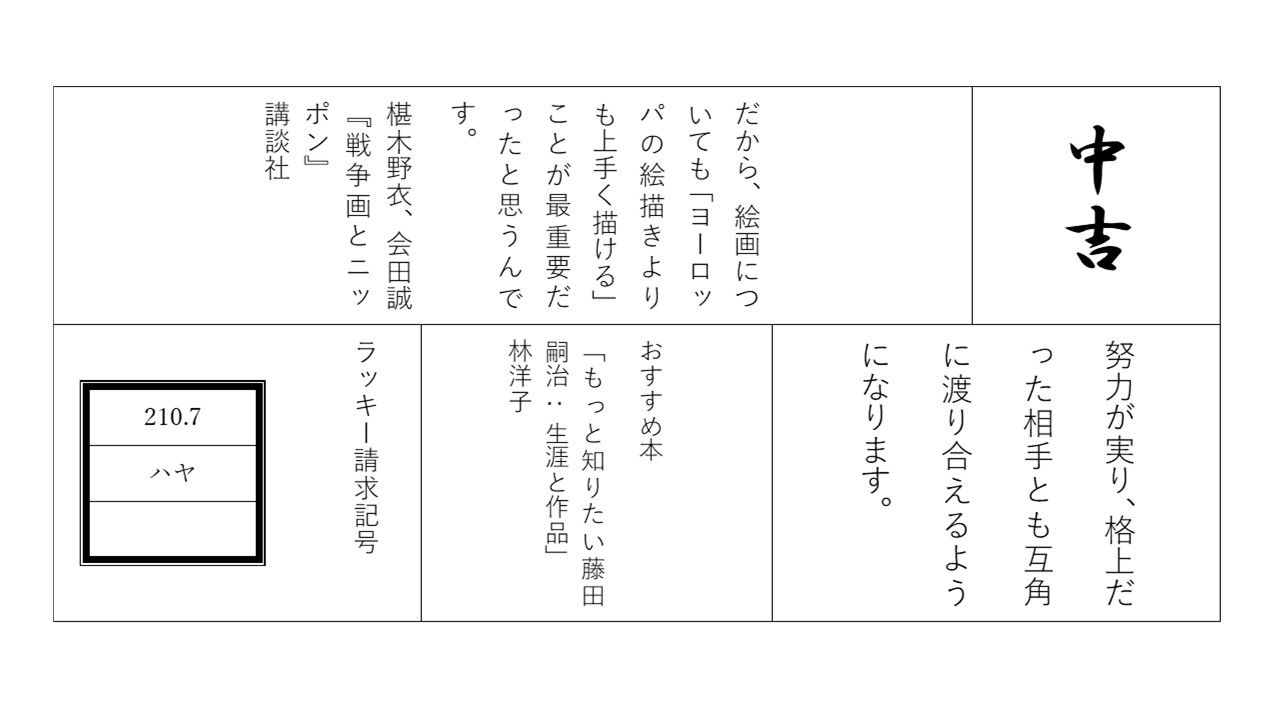 中吉
だから、絵画につ
いても「ヨーロッ
パの絵描きより
も上手く描ける」
ことが最重要だ
ったと思うんで
す。
椹木野衣、会田誠
『戦争画とニッ
ポン』
講談社
努力が実り、格上だ
った相手とも互角
に渡り合えるよう
になります。
おすすめ本
「もっと知りたい藤田
嗣治：生涯と作品」
林洋子
ラッキー請求記号
210.7
ハヤ